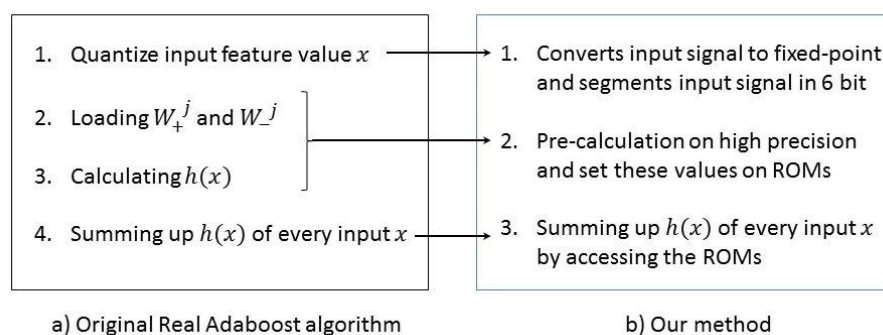 1. Quantize input feature value x
2. Loading W₊ʲ and W₋ʲ
3. Calculating h(x)
4. Summing up h(x) of every input x
a) Original Real Adaboost algorithm
1. Converts input signal to fixed-point
and segments input signal in 6 bit
2. Pre-calculation on high precision
and set these values on ROMs
3. Summing up h(x) of every input x
by accessing the ROMs
b) Our method